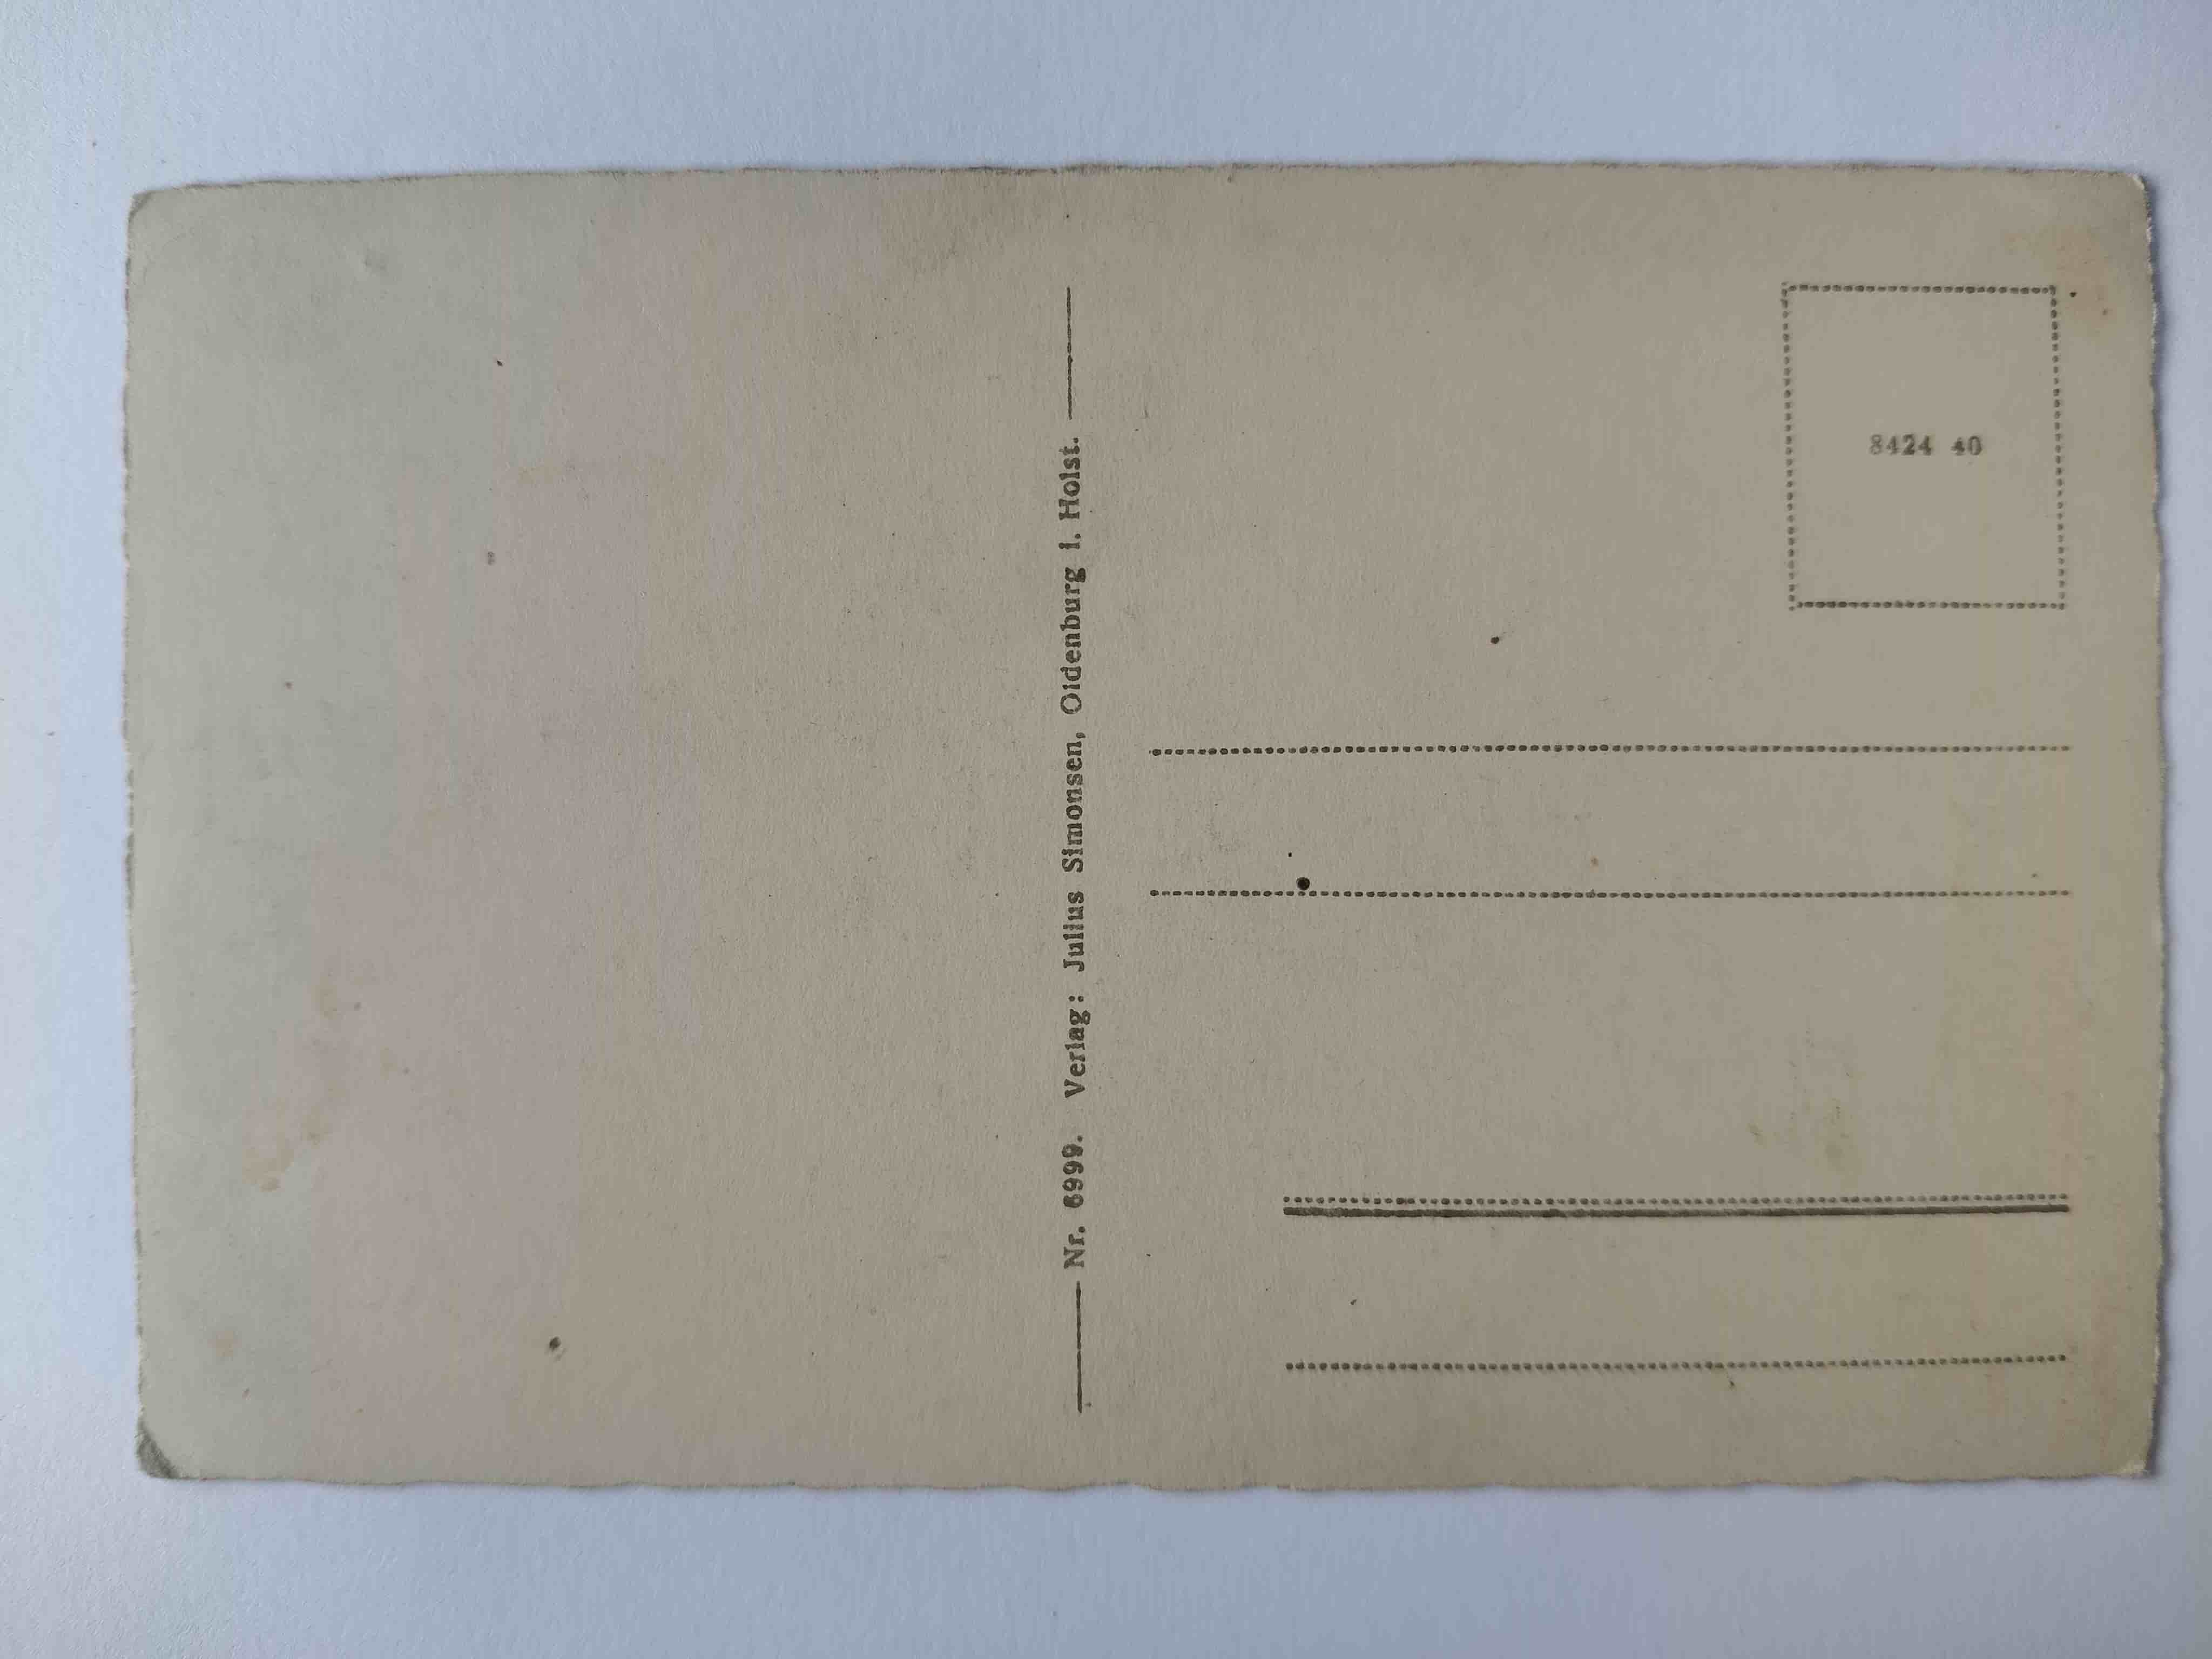 Nr. 6999. Verlag: Julius Simonsen, Oldenburg i. Holst.
8424 40